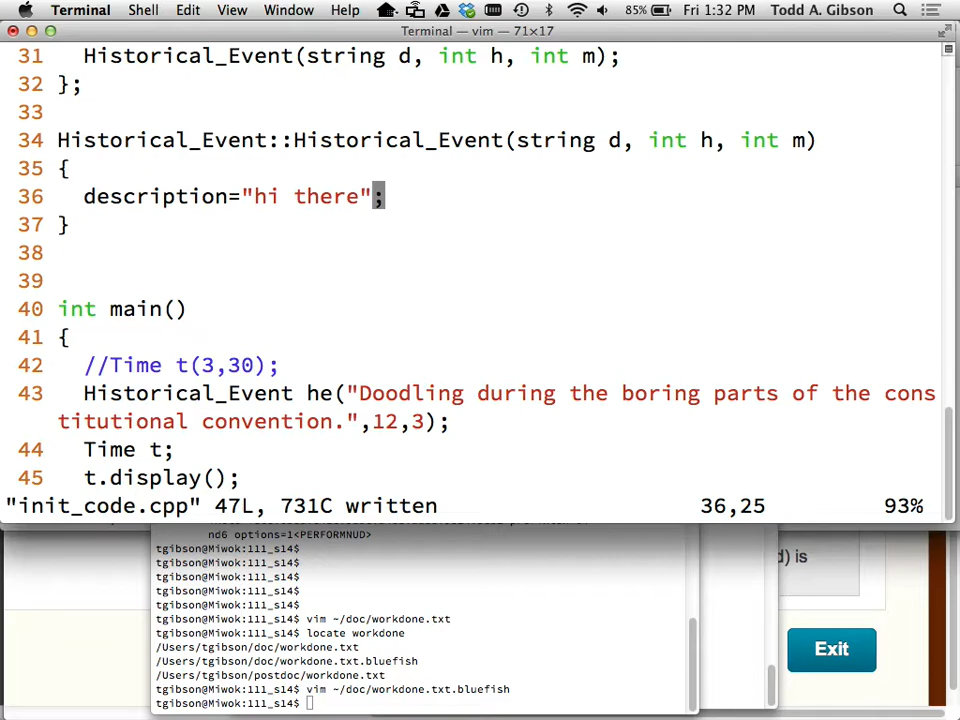 Terminal Shell Edit View Window Help 85% Fri 1:32 PM Todd A. Gibson
Terminal — vim — 71×17
31 Historical_Event(string d, int h, int m);
32 };
33
34 Historical_Event::Historical_Event(string d, int h, int m)
35 {
36 description="hi there";
37 }
38
39
40 int main()
41 {
42 //Time t(3,30);
43 Historical_Event he("Doodling during the boring parts of the cons
titutional convention.",12,3);
44 Time t;
45 t.display();
"init_code.cpp" 47L, 731C written 36,25 93%
nd6 options=1<PERFORMNUD>
tgibson@Miwok:111_s14$
tgibson@Miwok:111_s14$
tgibson@Miwok:111_s14$
tgibson@Miwok:111_s14$
tgibson@Miwok:111_s14$
tgibson@Miwok:111_s14$ vim ~/doc/workdone.txt
tgibson@Miwok:111_s14$ locate workdone
/Users/tgibson/doc/workdone.txt
/Users/tgibson/doc/workdone.txt.bluefish
/Users/tgibson/postdoc/workdone.txt
tgibson@Miwok:111_s14$ vim ~/doc/workdone.txt.bluefish
tgibson@Miwok:111_s14$
d) is
Exit